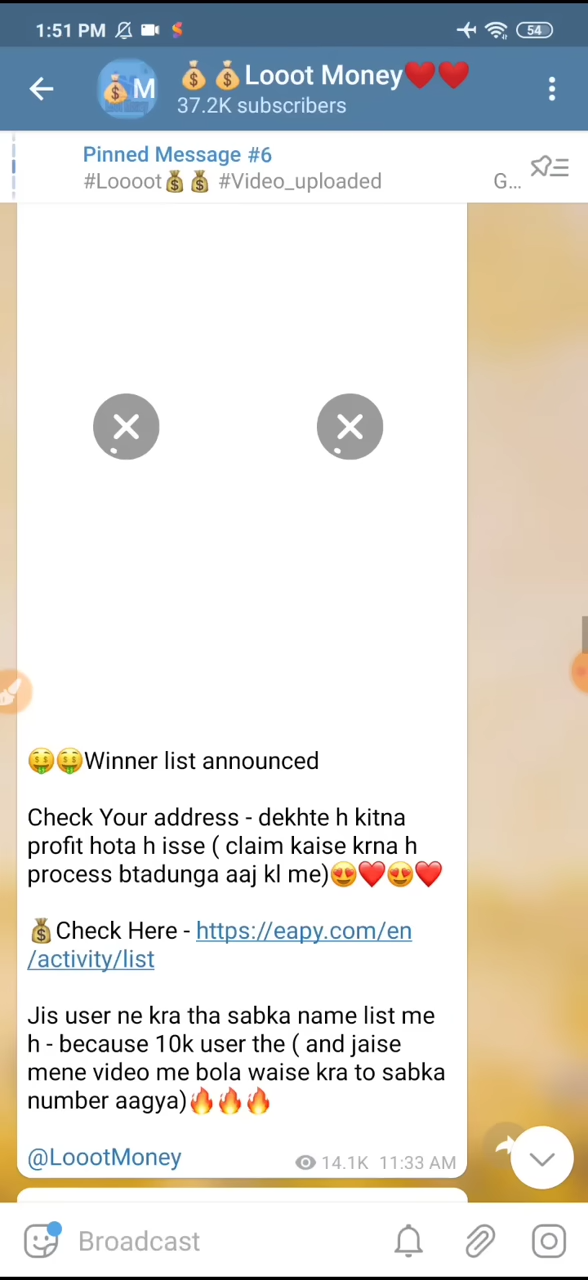 1:51 PM
54
💰💰Looot Money❤️❤️
M
37.2K subscribers
Pinned Message #6
#Loooot💰💰 #Video_uploaded G...
🤑🤑Winner list announced
Check Your address - dekhte h kitna
profit hota h isse ( claim kaise krna h
process btadunga aaj kl me)😍❤️😍❤️
💰Check Here - https://eapy.com/en
/activity/list
Jis user ne kra tha sabka name list me
h - because 10k user the ( and jaise
mene video me bola waise kra to sabka
number aagya)🔥🔥🔥
@LoootMoney 14.1K 11:33 AM
Broadcast